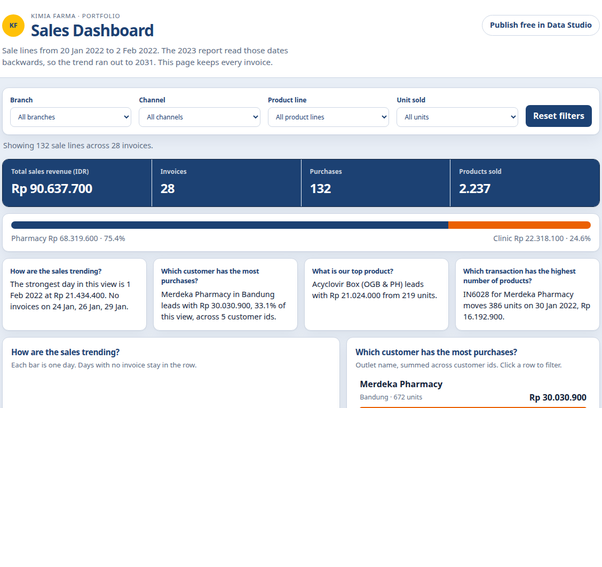 KF
KIMIA FARMA · PORTFOLIO
Sales Dashboard
Publish free in Data Studio
Sale lines from 20 Jan 2022 to 2 Feb 2022. The 2023 report read those dates
backwards, so the trend ran out to 2031. This page keeps every invoice.
Branch
Channel
Product line
Unit sold
All branches
All channels
All product lines
All units
Reset filters
Showing 132 sale lines across 28 invoices.
Total sales revenue (IDR)
Invoices
Purchases
Products sold
Rp 90.637.700
28
132
2.237
Pharmacy Rp 68.319.600 · 75.4%
Clinic Rp 22.318.100 · 24.6%
How are the sales trending?
The strongest day in this view is 1
Feb 2022 at Rp 21.434.400. No
invoices on 24 Jan, 26 Jan, 29 Jan.
Which customer has the most
purchases?
Merdeka Pharmacy in Bandung
leads with Rp 30.030.900, 33.1% of
this view, across 5 customer ids.
What is our top product?
Acyclovir Box (OGB & PH) leads
with Rp 21.024.000 from 219 units.
Which transaction has the highest
number of products?
IN6028 for Merdeka Pharmacy
moves 386 units on 30 Jan 2022, Rp
16.192.900.
How are the sales trending?
Each bar is one day. Days with no invoice stay in the row.
Which customer has the most purchases?
Outlet name, summed across customer ids. Click a row to filter.
Merdeka Pharmacy
Bandung · 672 units
Rp 30.030.900